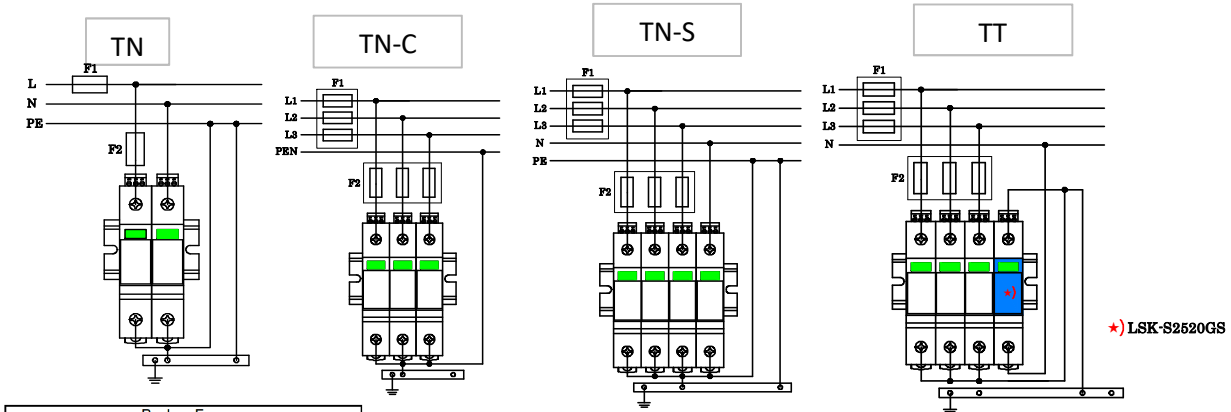 TN
F1
L
N
PE
F2
TN-C
F1
L1
L2
L3
PEN
F2
TN-S
F1
L1
L2
L3
N
PE
F2
TT
F1
L1
L2
L3
N
F2
★)
★) LSK-S2520GS